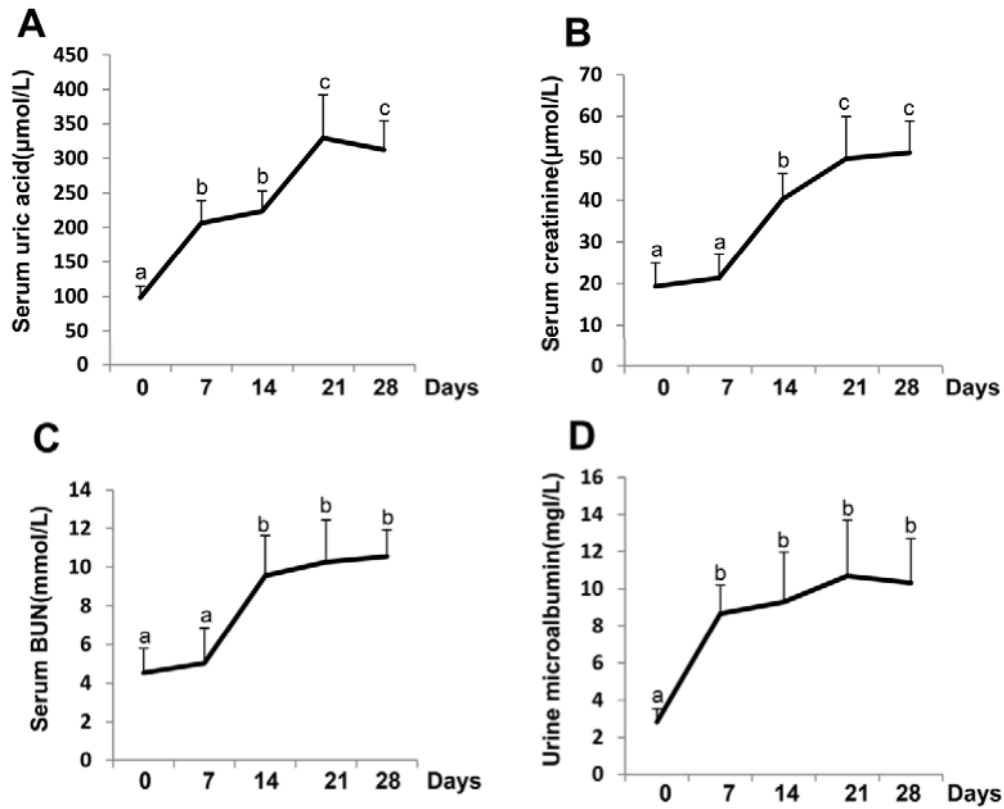 A
Serum uric acid(μmol/L)
450
400
350
300
250
200
150
100
50
0
a
b
b
c
c
0 7 14 21 28 Days
B
Serum creatinine(μmol/L)
70
60
50
40
30
20
10
0
a
a
b
c
c
0 7 14 21 28 Days
C
Serum BUN(mmol/L)
14
12
10
8
6
4
2
0
a
a
b
b
b
0 7 14 21 28 Days
D
Urine microalbumin(mgl/L)
16
14
12
10
8
6
4
2
0
a
b
b
b
b
0 7 14 21 28 Days